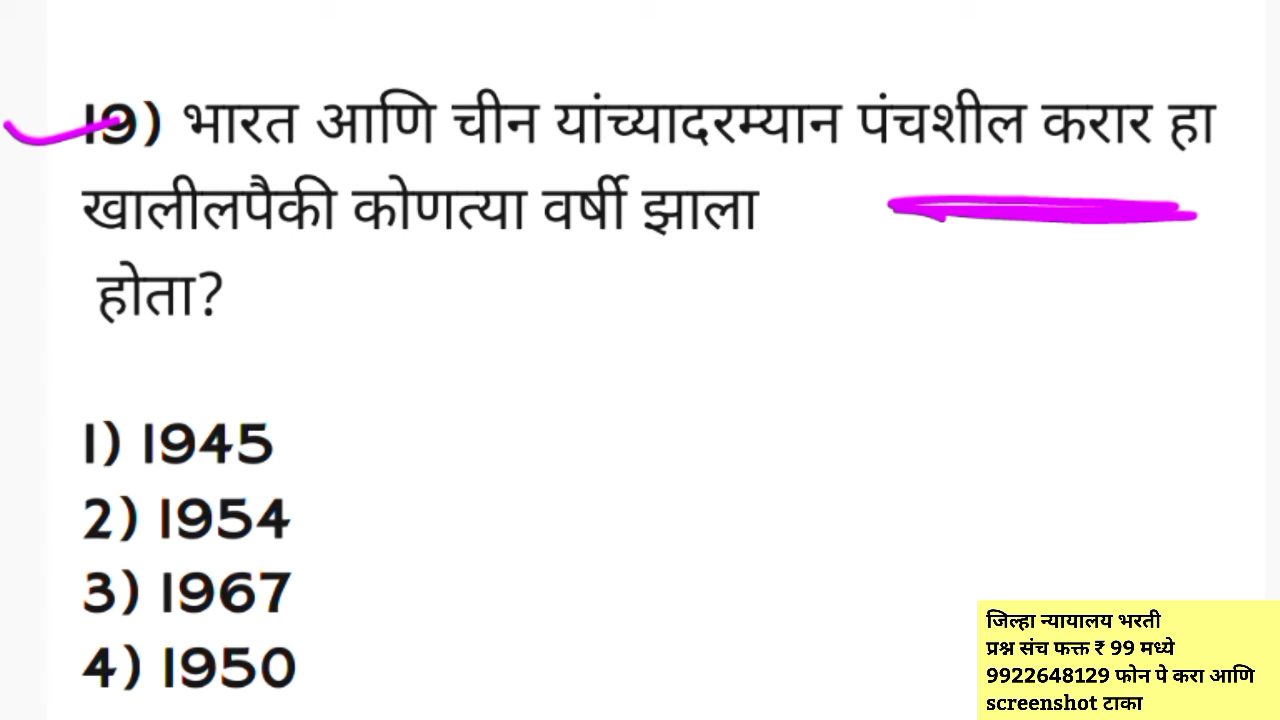 19) भारत आणि चीन यांच्यादरम्यान पंचशील करार हा
खालीलपैकी कोणत्या वर्षी झाला
होता?
1) 1945
2) 1954
3) 1967
4) 1950
जिल्हा न्यायालय भरती
प्रश्न संच फक्त ₹ 99 मध्ये
9922648129 फोन पे करा आणि
screenshot टाका